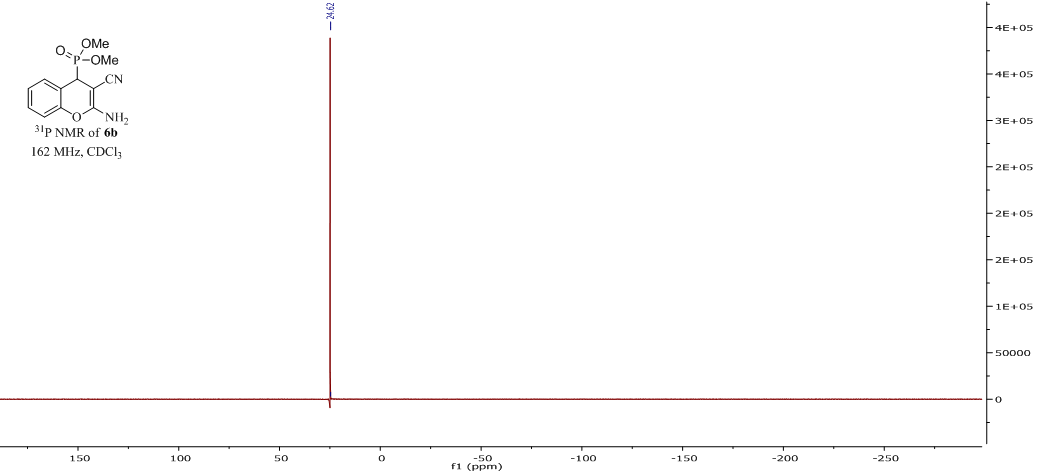 24.62
OMe
O
P
OMe
CN
O
NH2
31P NMR of 6b
162 MHz, CDCl3
4E+05
4E+05
3E+05
2E+05
2E+05
2E+05
1E+05
50000
0
150
100
50
0
-50
-100
-150
-200
-250
f1 (ppm)